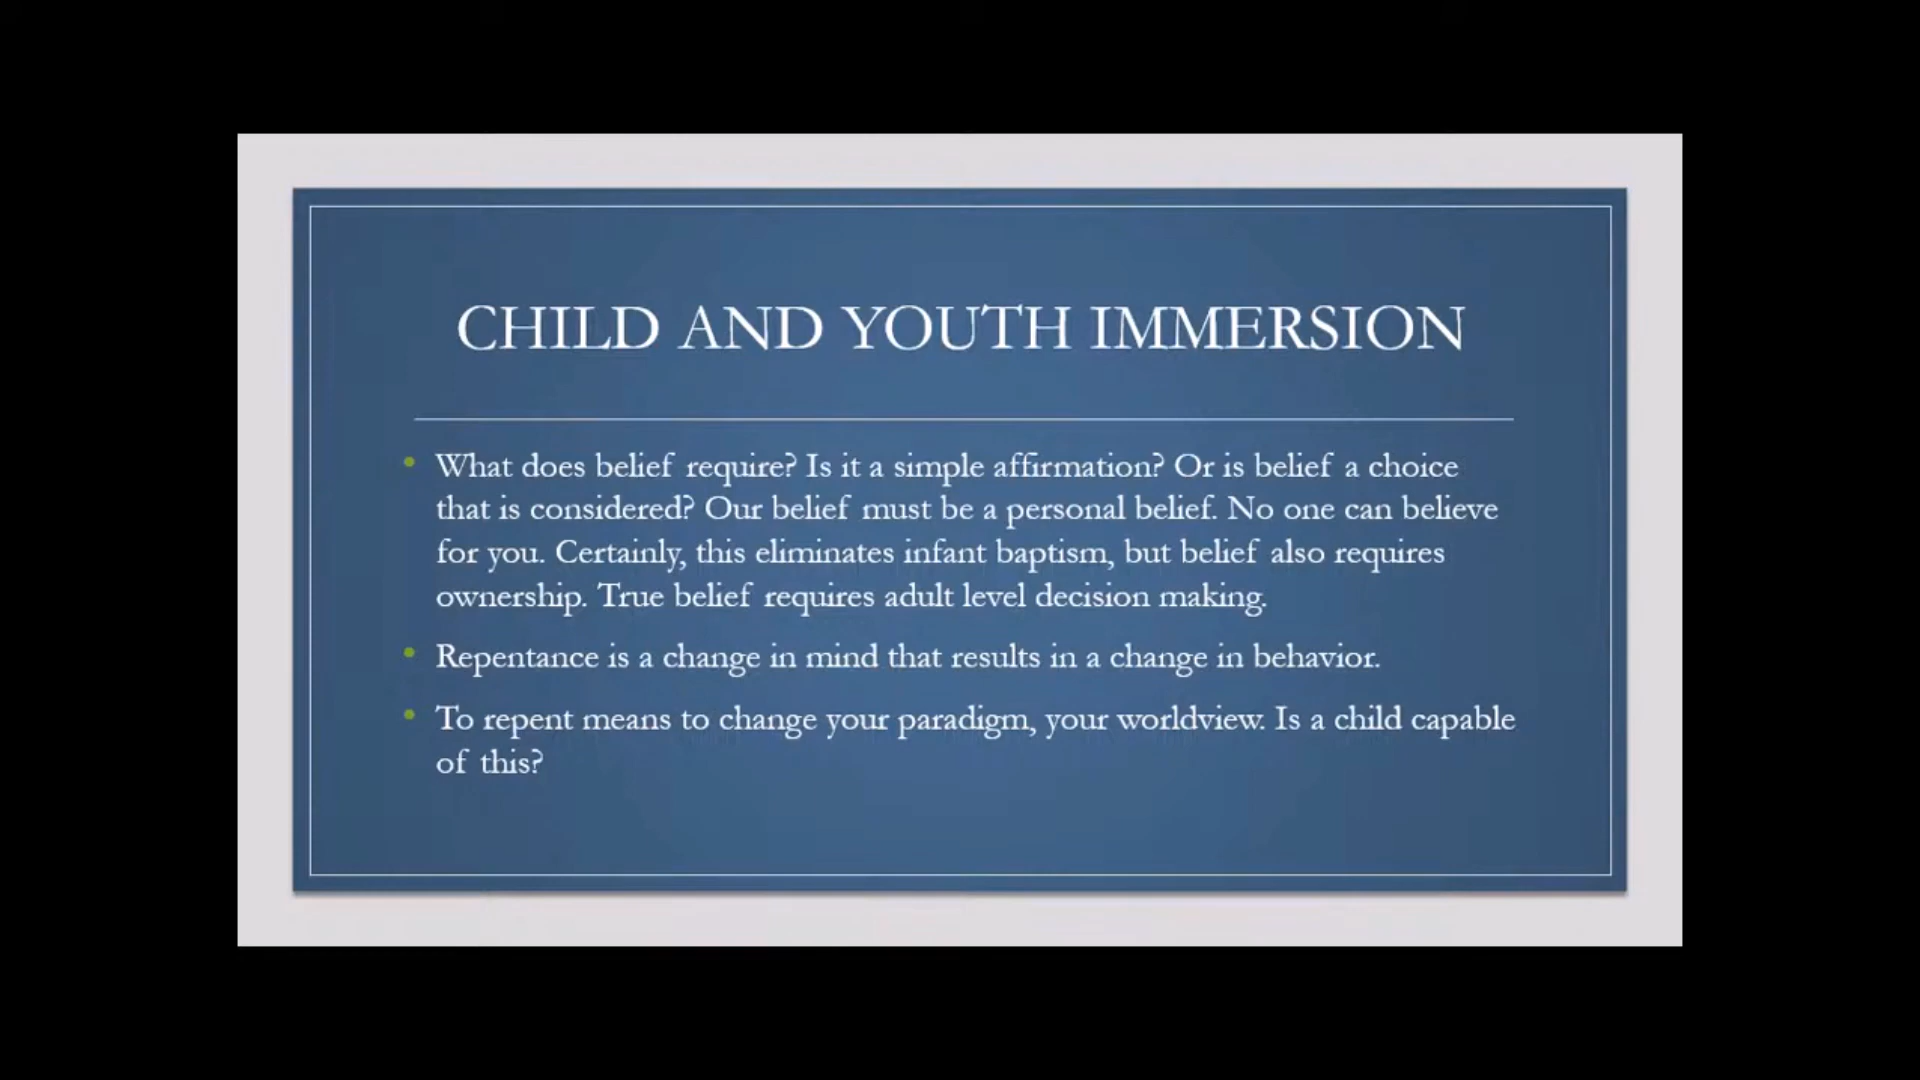 CHILD AND YOUTH IMMERSION
• What does belief require? Is it a simple affirmation? Or is belief a choice
that is considered? Our belief must be a personal belief. No one can believe
for you. Certainly, this eliminates infant baptism, but belief also requires
ownership. True belief requires adult level decision making.
• Repentance is a change in mind that results in a change in behavior.
• To repent means to change your paradigm, your worldview. Is a child capable
of this?